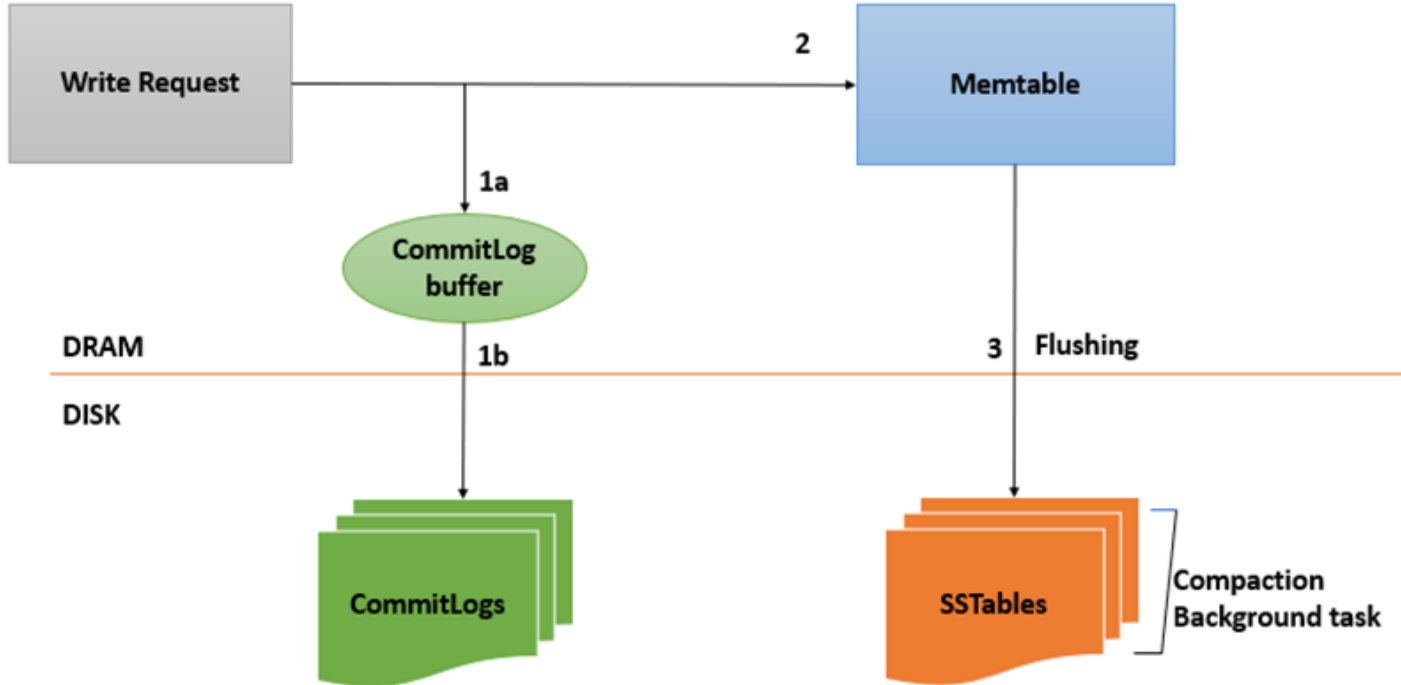 2
Write Request
Memtable
1a
CommitLog
buffer
DRAM
1b
3
Flushing
DISK
CommitLogs
SSTables
Compaction
Background task